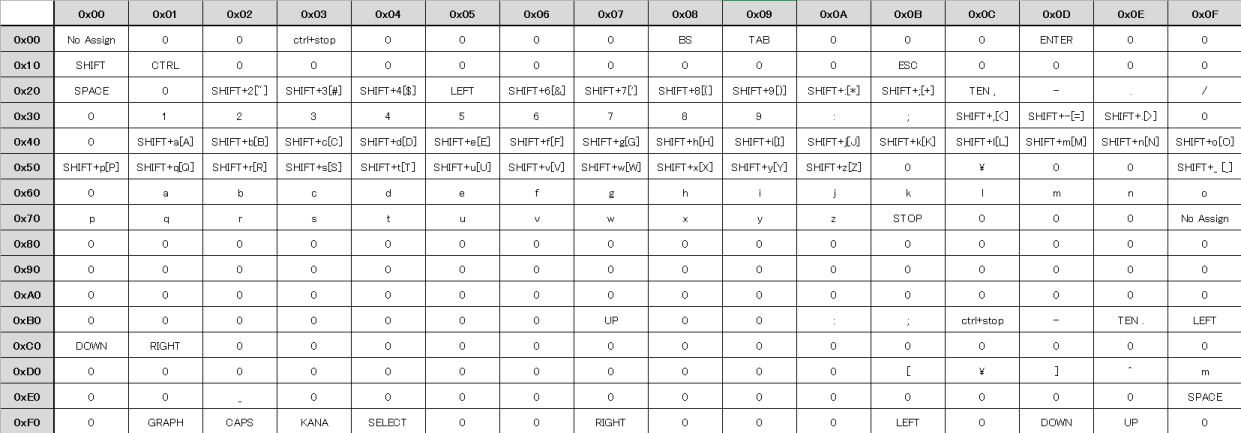 0x00 0x01 0x02 0x03 0x04 0x05 0x06 0x07 0x08 0x09 0x0A 0x0B 0x0C 0x0D 0x0E 0x0F
0x00 No Assign 0 0 ctrl+stop 0 0 0 0 BS TAB 0 0 0 ENTER 0 0
0x10 SHIFT CTRL 0 0 0 0 0 0 0 0 0 ESC 0 0 0 0
0x20 SPACE 0 SHIFT+2["] SHIFT+3[#] SHIFT+4[$] LEFT SHIFT+6[&] SHIFT+7['] SHIFT+8[(] SHIFT+9[)] SHIFT+:[*] SHIFT+;[+] TEN , - . /
0x30 0 1 2 3 4 5 6 7 8 9 : ; SHIFT+,[<] SHIFT+-[=] SHIFT+.[>] 0
0x40 0 SHIFT+a[A] SHIFT+b[B] SHIFT+c[C] SHIFT+d[D] SHIFT+e[E] SHIFT+f[F] SHIFT+g[G] SHIFT+h[H] SHIFT+i[I] SHIFT+j[J] SHIFT+k[K] SHIFT+l[L] SHIFT+m[M] SHIFT+n[N] SHIFT+o[O]
0x50 SHIFT+p[P] SHIFT+q[Q] SHIFT+r[R] SHIFT+s[S] SHIFT+t[T] SHIFT+u[U] SHIFT+v[V] SHIFT+w[W] SHIFT+x[X] SHIFT+y[Y] SHIFT+z[Z] 0 ¥ 0 0 SHIFT+_ [_]
0x60 0 a b c d e f g h i j k l m n o
0x70 p q r s t u v w x y z STOP 0 0 0 No Assign
0x80 0 0 0 0 0 0 0 0 0 0 0 0 0 0 0 0
0x90 0 0 0 0 0 0 0 0 0 0 0 0 0 0 0 0
0xA0 0 0 0 0 0 0 0 0 0 0 0 0 0 0 0 0
0xB0 0 0 0 0 0 0 0 UP 0 0 : ; ctrl+stop - TEN . LEFT
0xC0 DOWN RIGHT 0 0 0 0 0 0 0 0 0 0 0 0 0 0
0xD0 0 0 0 0 0 0 0 0 0 0 0 [ ¥ ] ^ m
0xE0 0 0 _ 0 0 0 0 0 0 0 0 0 0 0 0 SPACE
0xF0 0 GRAPH CAPS KANA SELECT 0 0 RIGHT 0 0 0 LEFT 0 DOWN UP 0